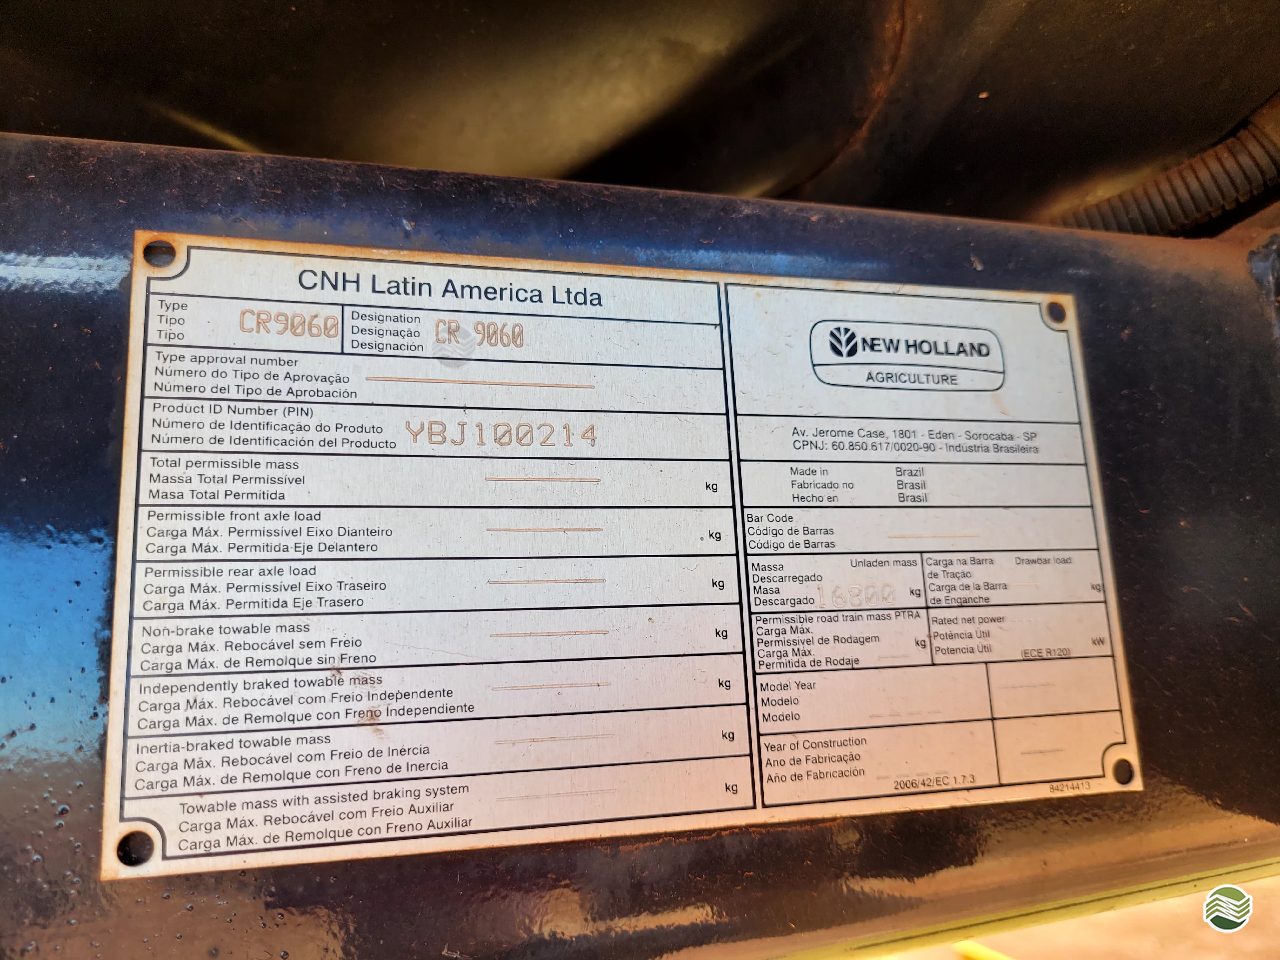 CNH Latin America Ltda
Type
Tipo
Tipo
CR9060
Designation
Designação
Designación
CR 9060
Type approval number
Número do Tipo de Aprovação
Número del Tipo de Aprobación
Product ID Number (PIN)
Número de Identificação do Produto
Número de Identificación del Producto
YBJ100214
Total permissible mass
Massa Total Permissível
Masa Total Permitida
kg
Permissible front axle load
Carga Máx. Permissível Eixo Dianteiro
Carga Máx. Permitida Eje Delantero
kg
Permissible rear axle load
Carga Máx. Permissível Eixo Traseiro
Carga Máx. Permitida Eje Trasero
kg
Non-brake towable mass
Carga Máx. Rebocável sem Fréio
Carga Máx. de Remolque sin Freno
kg
Independently braked towable mass
Carga Máx. Rebocável com Freio Independente
Carga Máx. de Remolque con Freno Independiente
kg
Inertia-braked towable mass
Carga Máx. Rebocável com Freio de Inércia
Carga Máx. de Remolque con Freno de Inercia
kg
Towable mass with assisted braking system
Carga Máx. Rebocável com Freio Auxiliar
Carga Máx. de Remolque con Freno Auxiliar
kg
NEW HOLLAND
AGRICULTURE
Av. Jerome Case, 1801 - Eden - Sorocaba - SP
CPNJ: 60.850.617/0020-90 - Indústria Brasileira
Made in Brazil
Fabricado no Brasil
Hecho en Brasil
Bar Code
Código de Barras
Código de Barras
Massa Unladen mass
Descarregado
Masa
Descargado 16800 kg
Carga na Barra Drawbar load
de Tração
Carga de la Barra kg
de Enganche
Permissible road train mass PTRA
Carga Máx.
Permissível de Rodagem kg
Carga Máx.
Permitida de Rodaje
Rated net power
Potência Útil kW
Potencia Útil (ECE R120)
Model Year
Modelo
Modelo
Year of Construction
Ano de Fabricação
Año de Fabricación
2006/42/EC 1.7.3
84214413